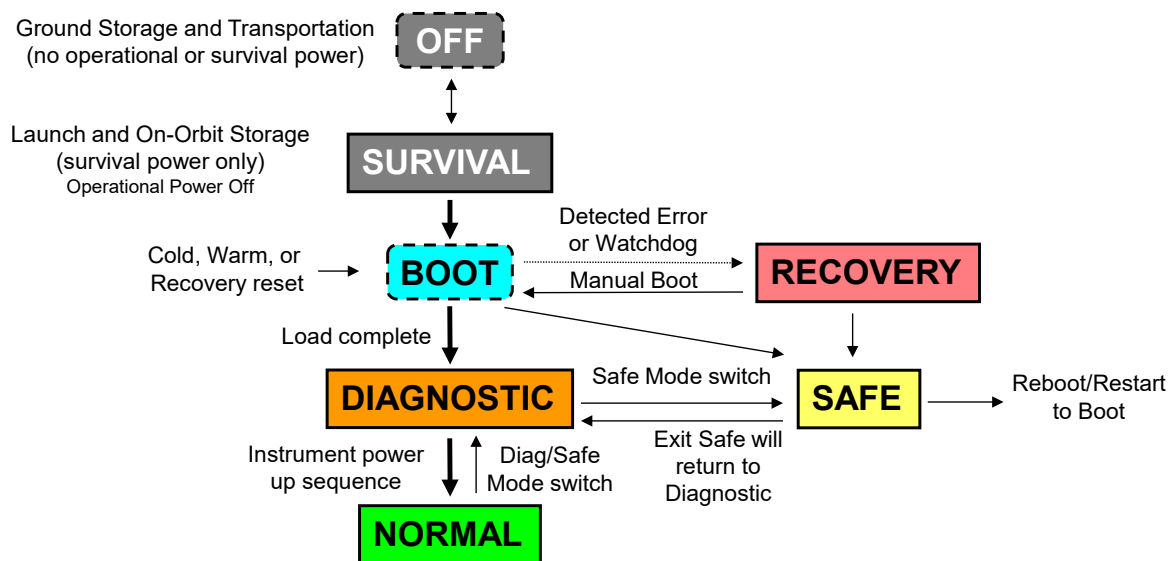 Ground Storage and Transportation
(no operational or survival power)
OFF
Launch and On-Orbit Storage
(survival power only)
Operational Power Off
SURVIVAL
Cold, Warm, or
Recovery reset
BOOT
Detected Error
or Watchdog
Manual Boot
RECOVERY
Load complete
DIAGNOSTIC
Safe Mode switch
SAFE
Reboot/Restart
to Boot
Exit Safe will
return to
Diagnostic
Instrument power
up sequence
Diag/Safe
Mode switch
NORMAL